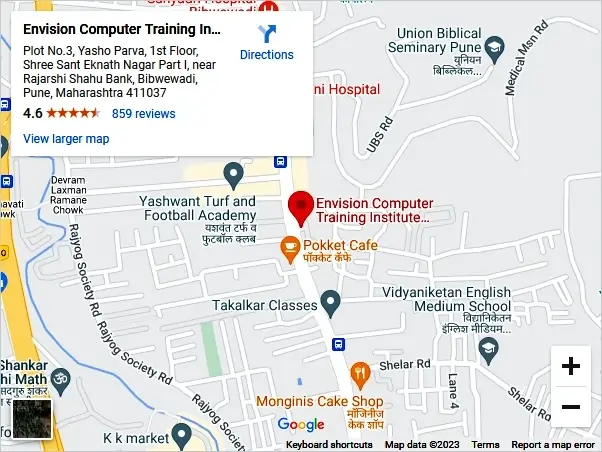 Sahyadri Hospital
Bibwewadi
Envision Computer Training In...
Plot No.3, Yasho Parva, 1st Floor,
Shree Sant Eknath Nagar Part I, near
Rajarshi Shahu Bank, Bibwewadi,
Pune, Maharashtra 411037
4.6
859 reviews
View larger map
Directions
Union Biblical
Seminary Pune
युनियन
बिब्लिकल...
Medical Msn Rd
ni Hospital
UBS Rd
Devram
Laxman
Ramane
Chowk
avati
howk
Yashwant Turf and
Football Academy
यशवंत टर्फ व
फुटबॉल क्लब
Envision Computer
Training Institute...
Pokket Cafe
पॉक्केट कॅफे
Rajyog Society Rd
Rajyog Society Rd
Rajyog Society Rd
Takalkar Classes
Vidyaniketan English
Medium School
विद्यानिकेतन
इंग्लिश मीडियम...
Shelar Rd
Shelar Rd
Lane 4
Shankar
hi Math
सदगुरु शंकर
Monginis Cake Shop
मॉंजिनीज
केक शॉप
K k market
+
−
Google
Keyboard shortcuts
Map data ©2023
Terms
Report a map error